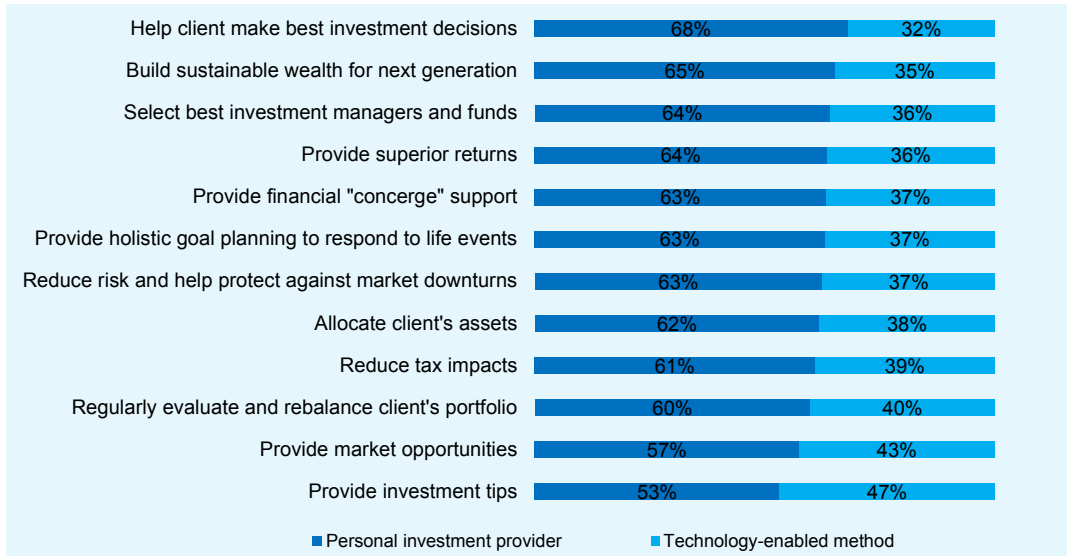 Help client make best investment decisions 68% 32%
Build sustainable wealth for next generation 65% 35%
Select best investment managers and funds 64% 36%
Provide superior returns 64% 36%
Provide financial "concerge" support 63% 37%
Provide holistic goal planning to respond to life events 63% 37%
Reduce risk and help protect against market downturns 63% 37%
Allocate client's assets 62% 38%
Reduce tax impacts 61% 39%
Regularly evaluate and rebalance client's portfolio 60% 40%
Provide market opportunities 57% 43%
Provide investment tips 53% 47%
Personal investment provider Technology-enabled method